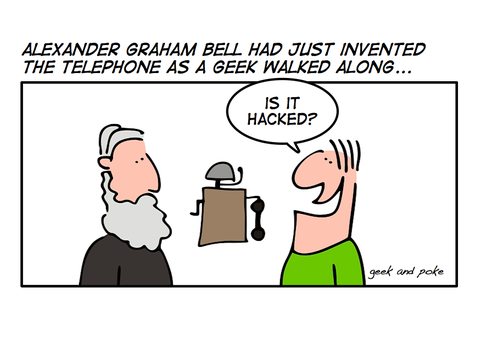 ALEXANDER GRAHAM BELL HAD JUST INVENTED
THE TELEPHONE AS A GEEK WALKED ALONG...
IS IT
HACKED?
geek and poke